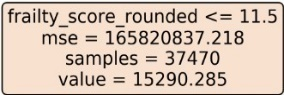 frailty_score_rounded <= 11.5
mse = 165820837.218
samples = 37470
value = 15290.285